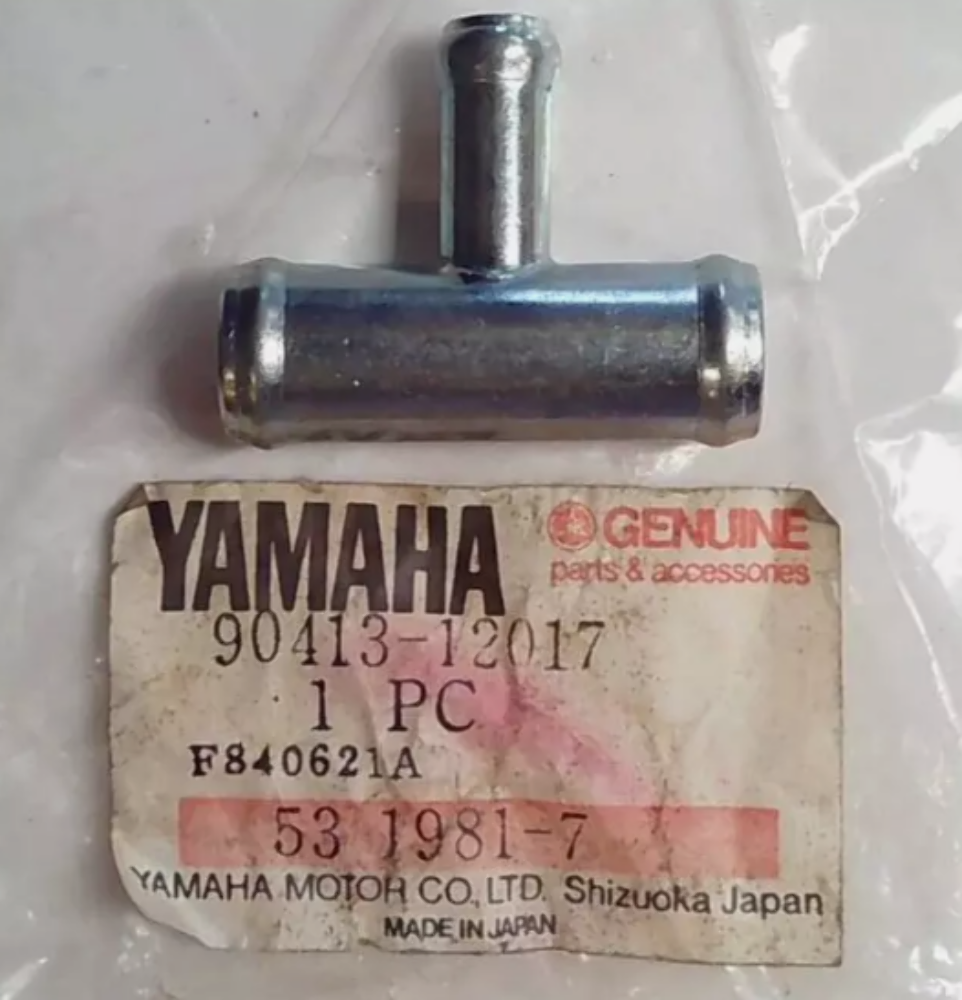 YAMAHA
GENUINE
parts & accessories
90413-12017
1 PC
F840621A
53 1981-7
YAMAHA MOTOR CO., LTD. Shizuoka Japan
MADE IN JAPAN